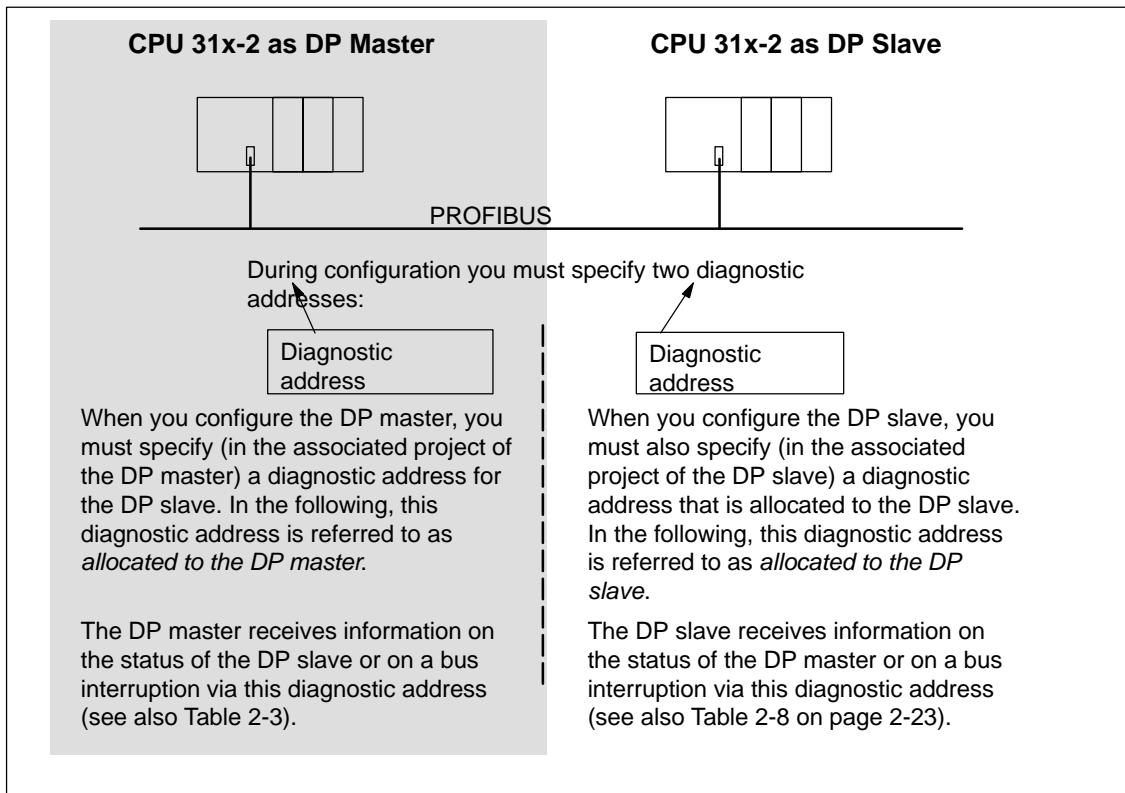 CPU 31x-2 as DP Master
CPU 31x-2 as DP Slave
PROFIBUS
During configuration you must specify two diagnostic
addresses:
Diagnostic
address
When you configure the DP master, you
must specify (in the associated project of
the DP master) a diagnostic address for
the DP slave. In the following, this
diagnostic address is referred to as
allocated to the DP master.
The DP master receives information on
the status of the DP slave or on a bus
interruption via this diagnostic address
(see also Table 2-3).
Diagnostic
address
When you configure the DP slave, you
must also specify (in the associated
project of the DP slave) a diagnostic
address that is allocated to the DP slave.
In the following, this diagnostic address
is referred to as allocated to the DP
slave.
The DP slave receives information on
the status of the DP master or on a bus
interruption via this diagnostic address
(see also Table 2-8 on page 2-23).